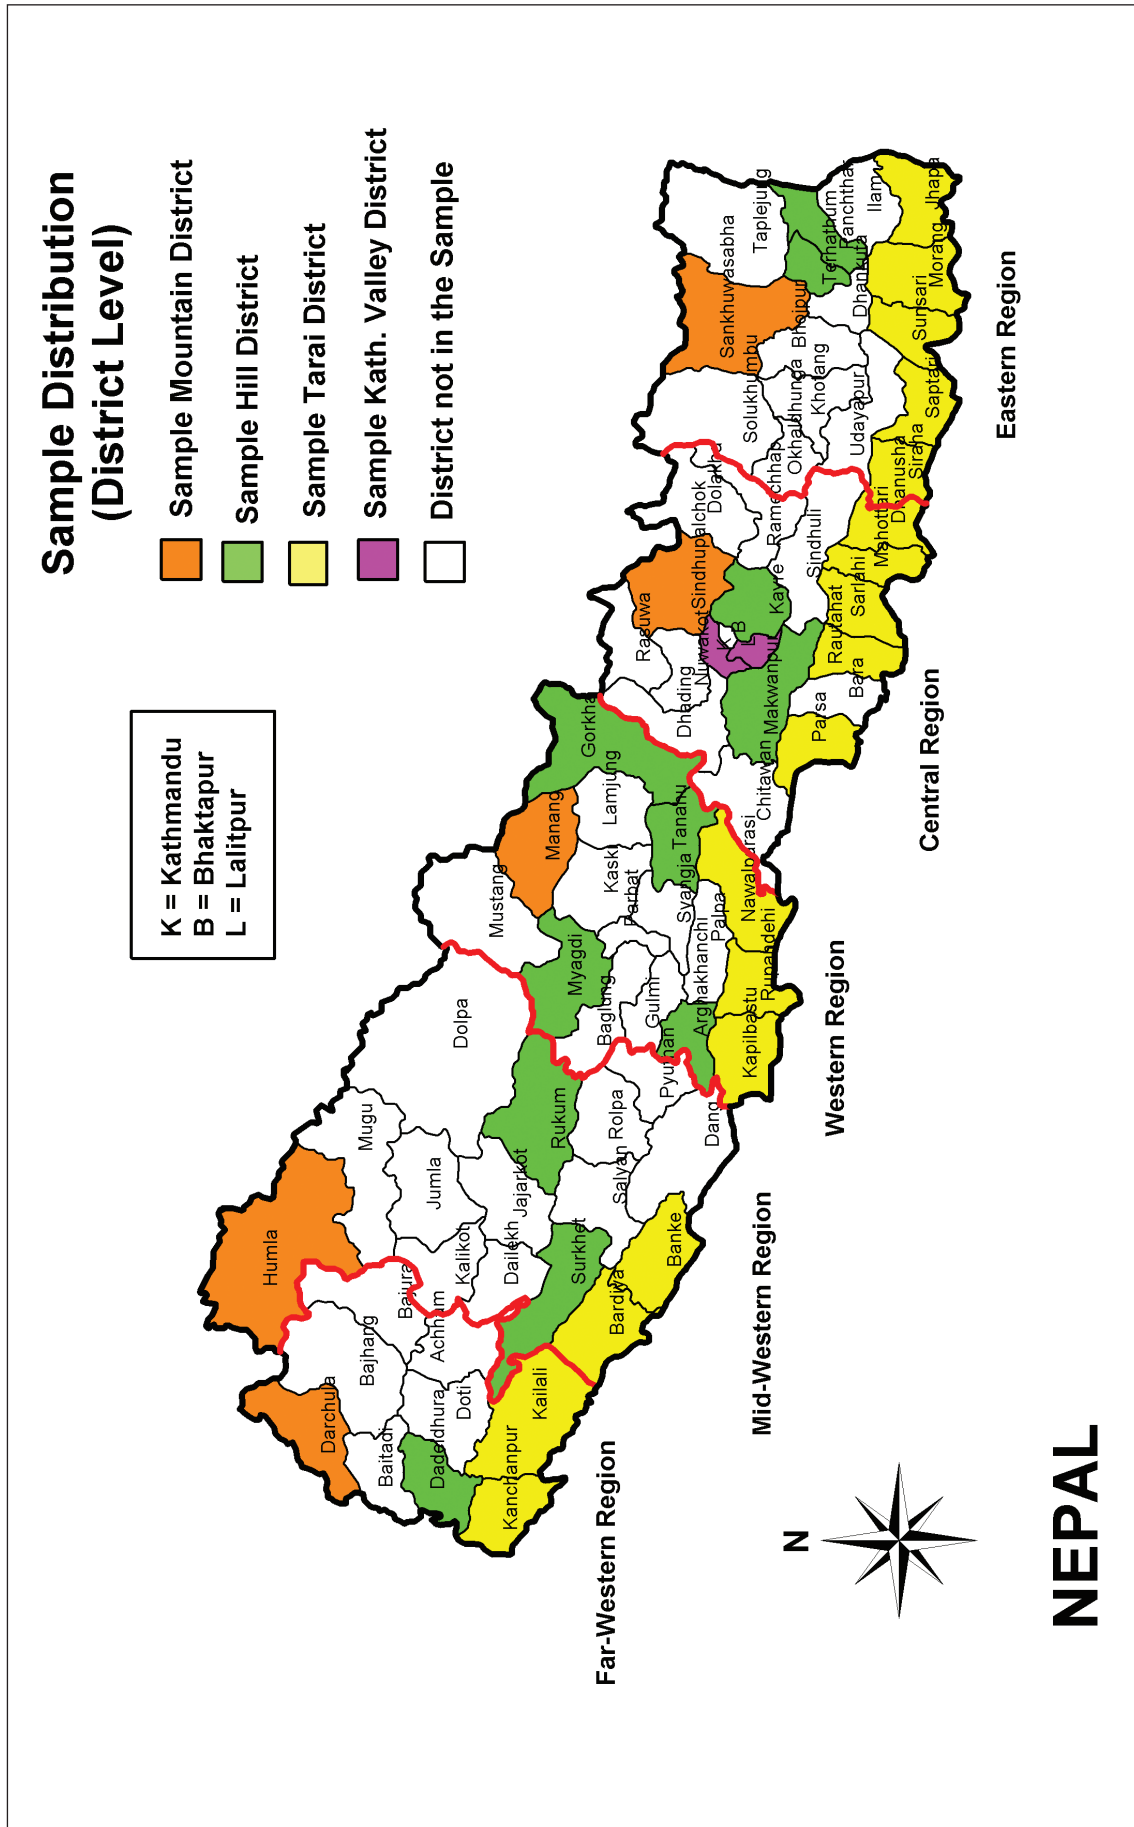 Sample Distribution
(District Level)
Sample Mountain District
Sample Hill District
Sample Tarai District
Sample Kath. Valley District
District not in the Sample
K = Kathmandu
B = Bhaktapur
L = Lalitpur
Humla
Darchula
Bajhang
Bajura
Baitadi
Dadeldhura
Doti
Achham
Kanchanpur
Kailali
Far-Western Region
Mugu
Jumla
Kalikot
Dolpa
Dailekh
Jajarkot
Rukum
Surkhet
Salyan
Rolpa
Pyuthan
Bardiya
Banke
Dang
Mid-Western Region
Mustang
Manang
Myagdi
Gorkha
Lamjung
Kaski
Parbat
Baglung
Gulmi
Syangja
Tanahu
Arghakhanchi
Palpa
Nawalparasi
Kapilbastu
Rupandehi
Western Region
Rasuwa
Dhading
Nuwakot
Sindhupalchok
Dolakha
K
B
L
Kavre
Ramechhap
Sindhuli
Makwanpur
Chitawan
Parsa
Bara
Rautahat
Sarlahi
Mahottari
Dhanusha
Central Region
Taplejung
Sankhuwasabha
Solukhumbu
Okhaldhunga
Khotang
Bhojpur
Terhathum
Panchthar
Ilam
Dhankuta
Udayapur
Siraha
Saptari
Sunsari
Morang
Jhapa
Eastern Region
N
NEPAL